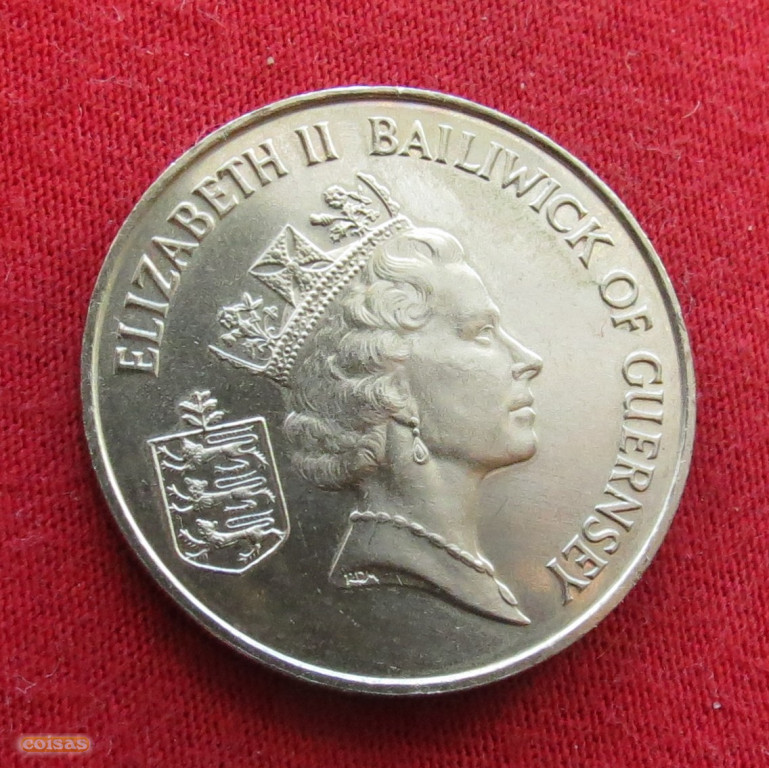 ELIZABETH II BAILIWICK OF GUERNSEY
RDM
coisas